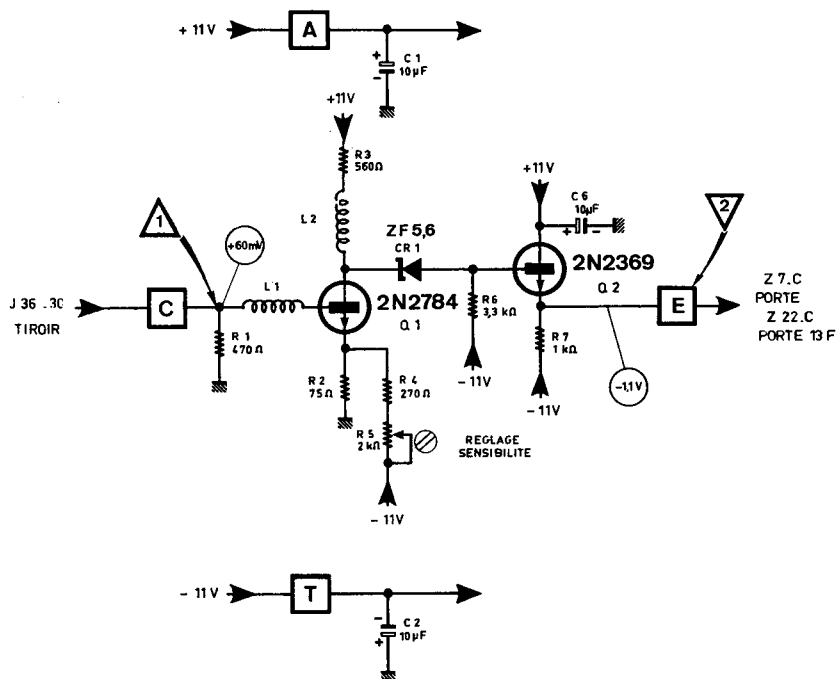 + 11V
A
C 1
10µF
+
-
+11V
R 3
560Ω
L 2
+11V
C 6
10µF
+
-
1
2
+60mV
ZF 5,6
CR 1
2N2369
Q 2
L 1
2N2784
Q 1
J 36 .30
TIROIR
C
R 1
470Ω
R 6
3,3 kΩ
- 11V
E
Z 7.C
PORTE
Z 22.C
PORTE 13 F
R 7
1 kΩ
- 11V
-1,1V
R 2
75Ω
R 4
270Ω
R 5
2 kΩ
REGLAGE
SENSIBILITE
- 11V
- 11V
T
-
+
C 2
10µF